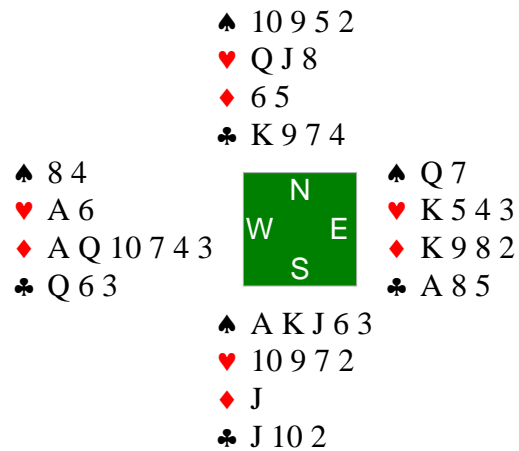 ♠ 10 9 5 2
♥ Q J 8
♦ 6 5
♣ K 9 7 4
♠ 8 4
♥ A 6
♦ A Q 10 7 4 3
♣ Q 6 3
N
W E
S
♠ Q 7
♥ K 5 4 3
♦ K 9 8 2
♣ A 8 5
♠ A K J 6 3
♥ 10 9 7 2
♦ J
♣ J 10 2